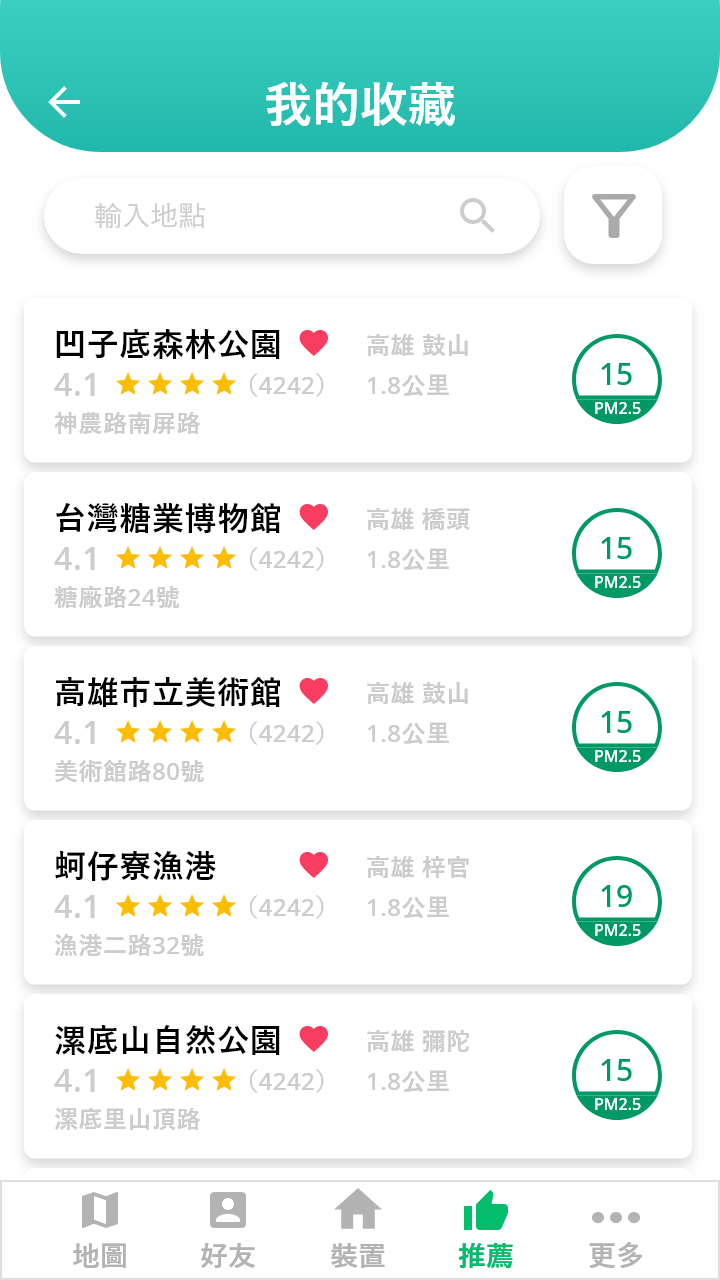 我的收藏
輸入地點
凹子底森林公園 高雄 鼓山
4.1 (4242) 1.8公里
神農路南屏路
15
PM2.5
台灣糖業博物館 高雄 橋頭
4.1 (4242) 1.8公里
糖廠路24號
15
PM2.5
高雄市立美術館 高雄 鼓山
4.1 (4242) 1.8公里
美術館路80號
15
PM2.5
蚵仔寮漁港 高雄 梓官
4.1 (4242) 1.8公里
漁港二路32號
19
PM2.5
漯底山自然公園 高雄 彌陀
4.1 (4242) 1.8公里
漯底里山頂路
15
PM2.5
地圖 好友 裝置 推薦 更多